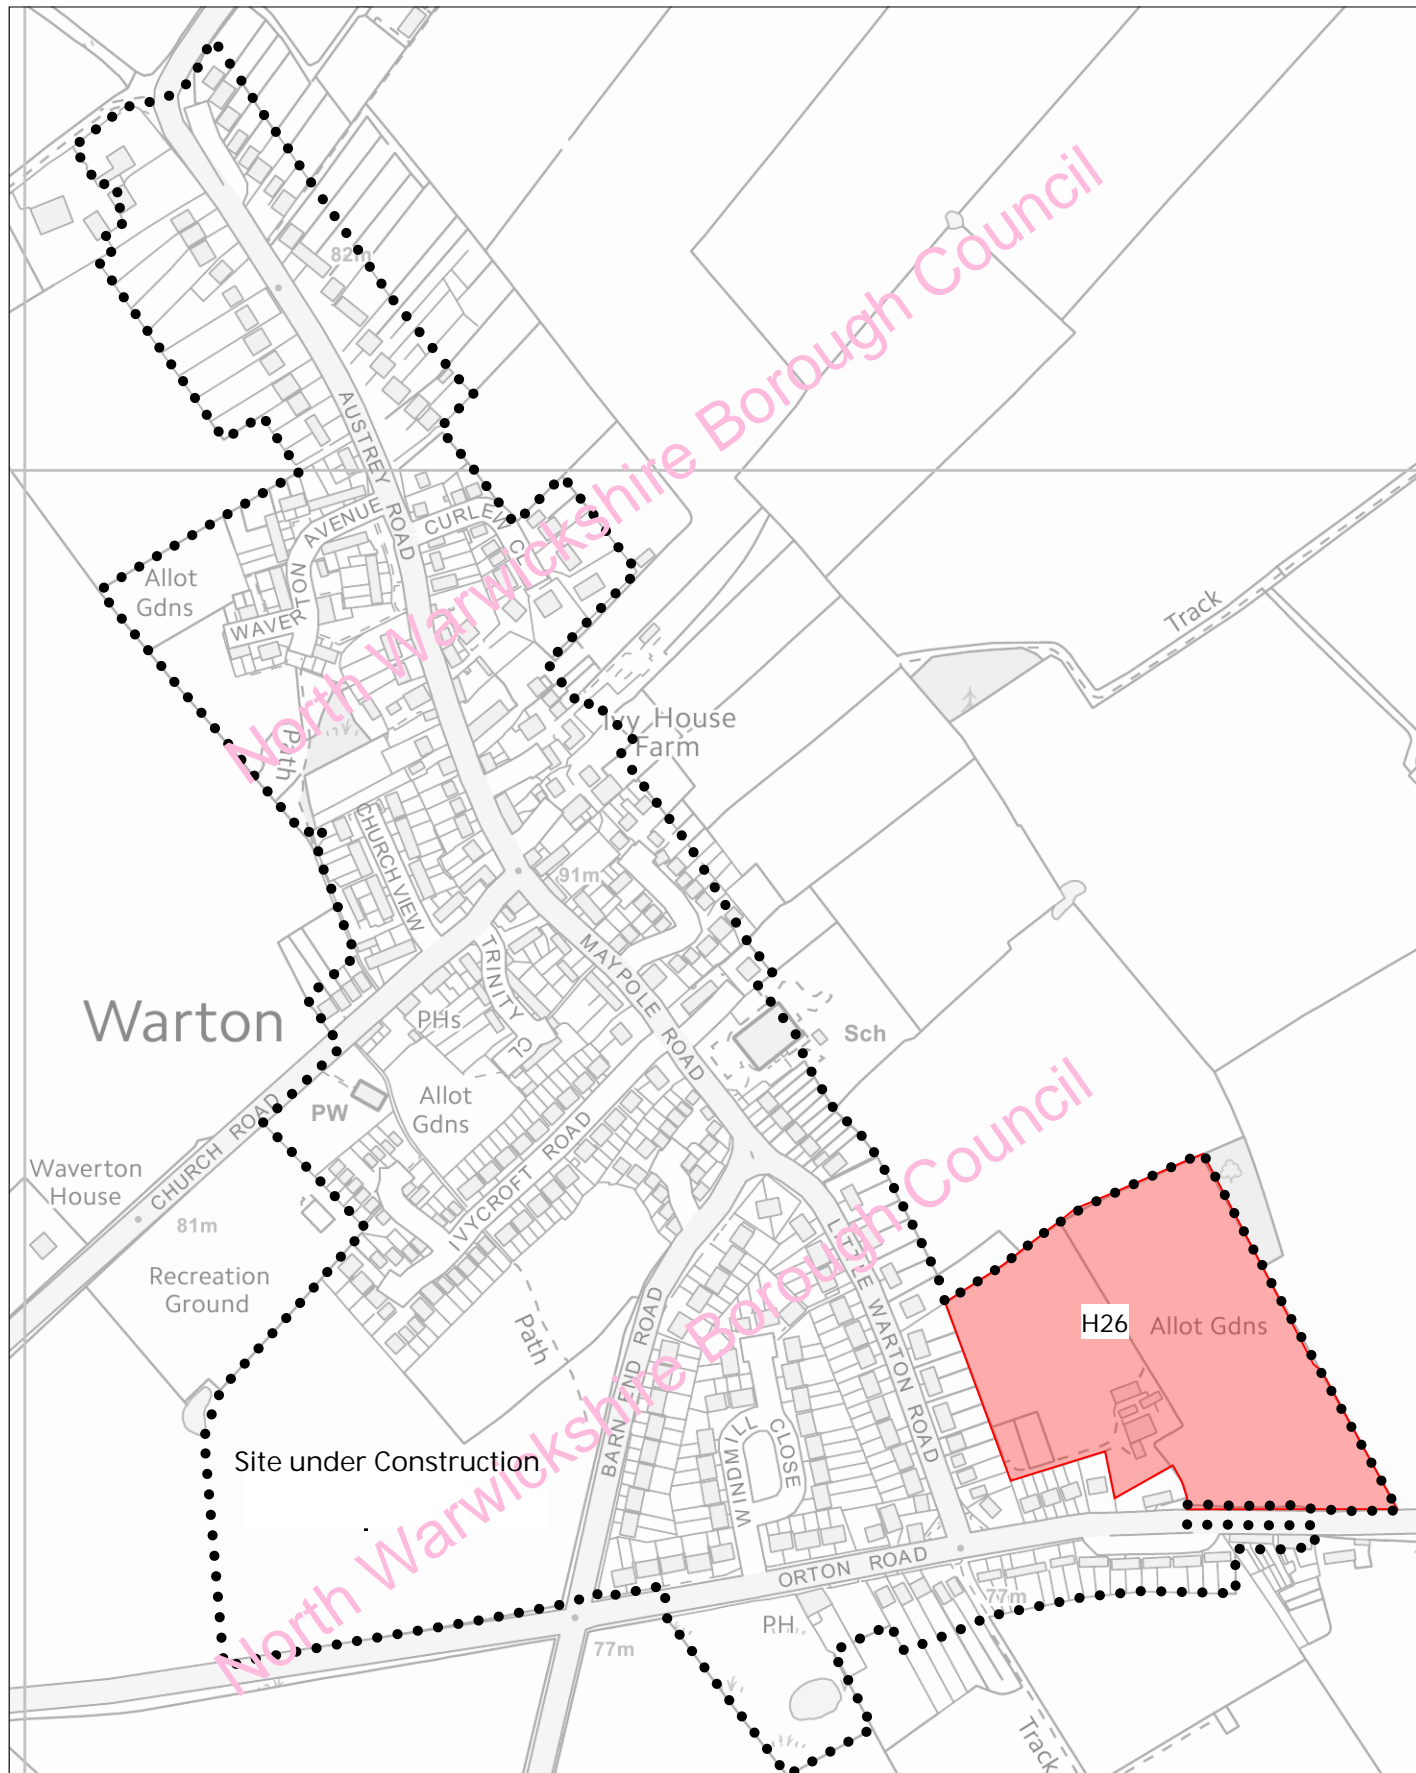 North Warwickshire Borough Council
82m
AUSTREY ROAD
WAVERTON AVENUE
CURLEW CL
Allot
Gdns
Track
Path
Ivy House
Farm
CHURCH VIEW
91m
MAYPOLE ROAD
TRINITY CL
Warton
PHs
Sch
Allot
Gdns
PW
CHURCH ROAD
IVYCROFT ROAD
Waverton
House
81m
Recreation
Ground
Path
North Warwickshire Borough Council
LITTLE WARTON ROAD
BARN END ROAD
H26
Allot Gdns
Site under Construction
WINDMILL CLOSE
ORTON ROAD
77m
PH
77m
Track